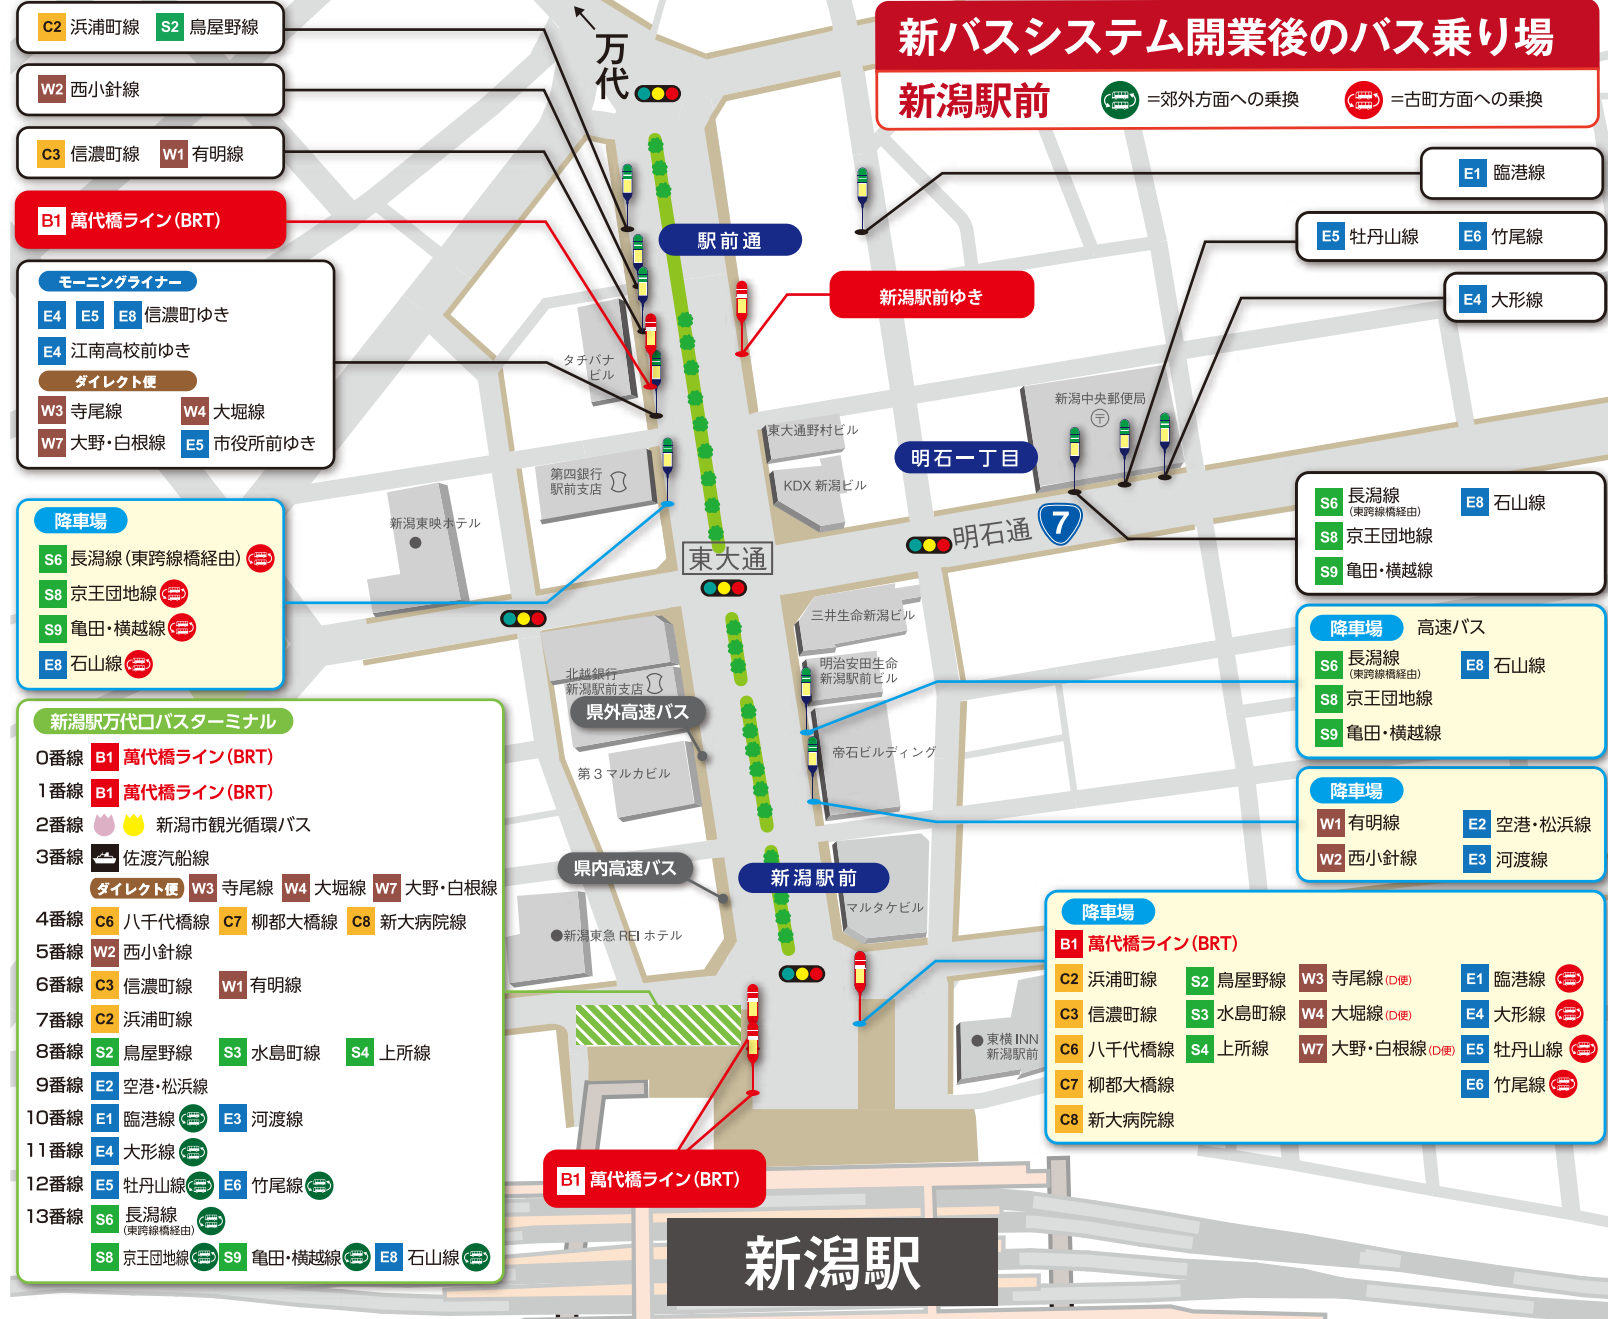 新バスシステム開業後のバス乗り場
新潟駅前 =郊外方面への乗換 =古町方面への乗換
C2 浜浦町線 S2 鳥屋野線
W2 西小針線
C3 信濃町線 W1 有明線
B1 萬代橋ライン(BRT)
モーニングライナー
E4 E5 E8 信濃町ゆき
E4 江南高校前ゆき
ダイレクト便
W3 寺尾線 W4 大堀線
W7 大野・白根線 E5 市役所前ゆき
降車場
S6 長潟線(東跨線橋経由)
S8 京王団地線
S9 亀田・横越線
E8 石山線
新潟駅万代口バスターミナル
0番線 B1 萬代橋ライン(BRT)
1番線 B1 萬代橋ライン(BRT)
2番線 新潟市観光循環バス
3番線 佐渡汽船線
ダイレクト便 W3 寺尾線 W4 大堀線 W7 大野・白根線
4番線 C6 八千代橋線 C7 柳都大橋線 C8 新大病院線
5番線 W2 西小針線
6番線 C3 信濃町線 W1 有明線
7番線 C2 浜浦町線
8番線 S2 鳥屋野線 S3 水島町線 S4 上所線
9番線 E2 空港・松浜線
10番線 E1 臨港線 E3 河渡線
11番線 E4 大形線
12番線 E5 牡丹山線 E6 竹尾線
13番線 S6 長潟線
(東跨線橋経由)
S8 京王団地線 S9 亀田・横越線 E8 石山線
万代
駅前通
新潟駅前ゆき
タチバナ
ビル
東大通野村ビル
KDX 新潟ビル
第四銀行
駅前支店
新潟東映ホテル
新潟中央郵便局
〒
明石一丁目
明石通
7
東大通
三井生命新潟ビル
明治安田生命
新潟駅前ビル
北越銀行
新潟駅前支店
県外高速バス
帝石ビルディング
第3マルカビル
県内高速バス
新潟駅前
マルタケビル
新潟東急 REI ホテル
東横 INN
新潟駅前
B1 萬代橋ライン(BRT)
新潟駅
E1 臨港線
E5 牡丹山線 E6 竹尾線
E4 大形線
S6 長潟線 E8 石山線
(東跨線橋経由)
S8 京王団地線
S9 亀田・横越線
降車場 高速バス
S6 長潟線 E8 石山線
(東跨線橋経由)
S8 京王団地線
S9 亀田・横越線
降車場
W1 有明線 E2 空港・松浜線
W2 西小針線 E3 河渡線
降車場
B1 萬代橋ライン(BRT)
C2 浜浦町線 S2 鳥屋野線 W3 寺尾線(D便) E1 臨港線
C3 信濃町線 S3 水島町線 W4 大堀線(D便) E4 大形線
C6 八千代橋線 S4 上所線 W7 大野・白根線(D便) E5 牡丹山線
C7 柳都大橋線 E6 竹尾線
C8 新大病院線